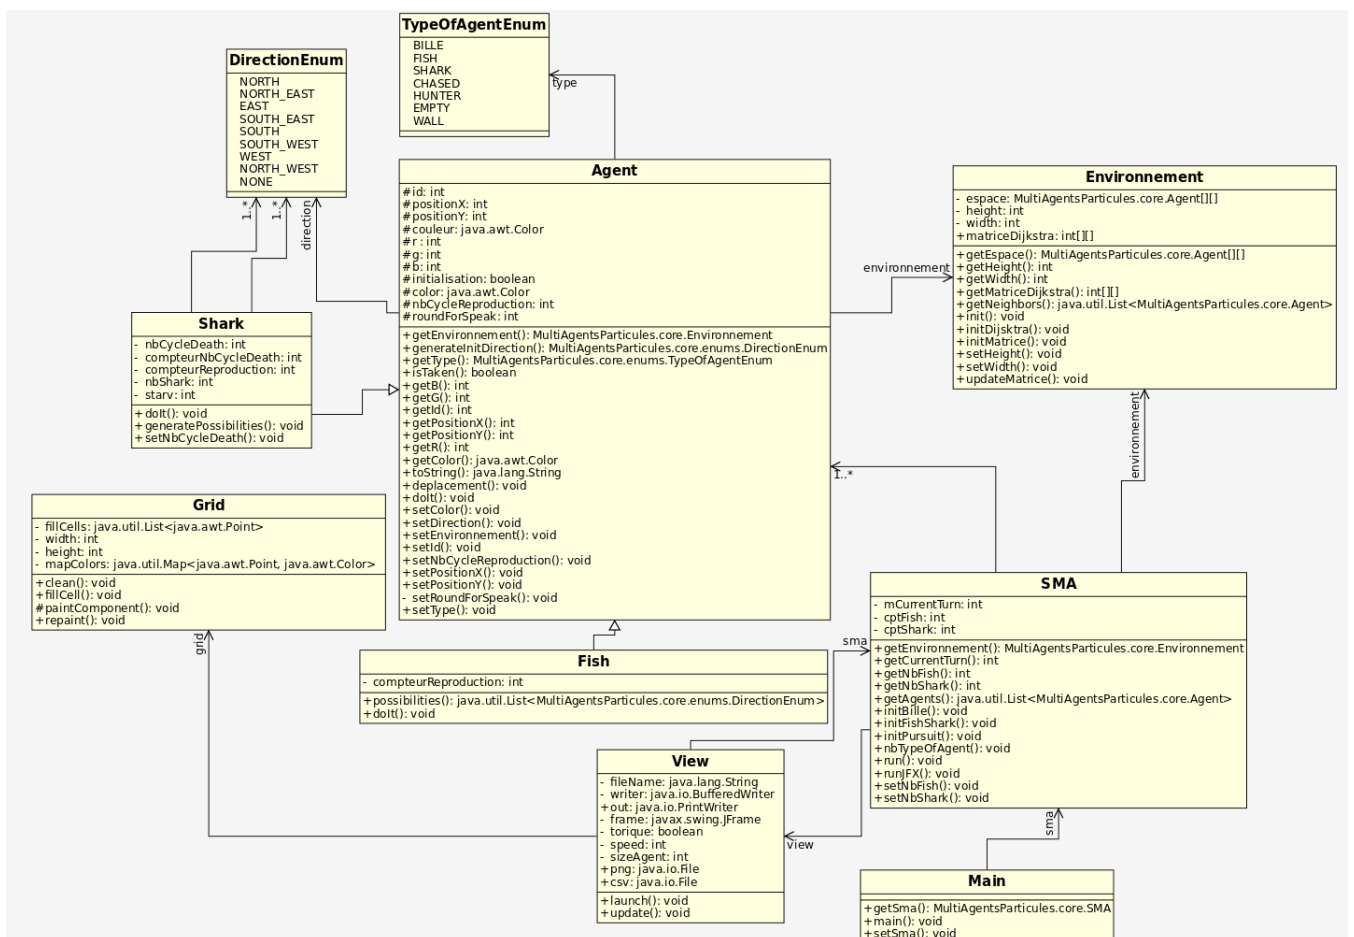 TypeOfAgentEnum
BILLE
FISH
SHARK
CHASED
HUNTER
EMPTY
WALL
type
DirectionEnum
NORTH
NORTH_EAST
EAST
SOUTH_EAST
SOUTH
SOUTH_WEST
WEST
NORTH_WEST
NONE
1..*
1..*
direction
Agent
#id: int
#positionX: int
#positionY: int
#couleur: java.awt.Color
#r : int
#g: int
#b: int
#initialisation: boolean
#color: java.awt.Color
#nbCycleReproduction: int
#roundForSpeak: int
+getEnvironnement(): MultiAgentsParticules.core.Environnement
+generateInitDirection(): MultiAgentsParticules.core.enums.DirectionEnum
+getType(): MultiAgentsParticules.core.enums.TypeOfAgentEnum
+isTaken(): boolean
+getB(): int
+getG(): int
+getId(): int
+getPositionX(): int
+getPositionY(): int
+getR(): int
+getColor(): java.awt.Color
+toString(): java.lang.String
+deplacement(): void
+doIt(): void
+setColor(): void
+setDirection(): void
+setEnvironnement(): void
+setId(): void
+setNbCycleReproduction(): void
+setPositionX(): void
+setPositionY(): void
- setRoundForSpeak(): void
+setType(): void
environnement
Environnement
- espace: MultiAgentsParticules.core.Agent[][]
- height: int
- width: int
+matriceDijkstra: int[][]
+getEspace(): MultiAgentsParticules.core.Agent[][]
+getHeight(): int
+getWidth(): int
+getMatriceDijkstra(): int[][]
+getNeighbors(): java.util.List<MultiAgentsParticules.core.Agent>
+init(): void
+initDijsktra(): void
+initMatrice(): void
+setHeight(): void
+setWidth(): void
+updateMatrice(): void
environnement
1..*
Shark
- nbCycleDeath: int
- compteurNbCycleDeath: int
- compteurReproduction: int
- nbShark: int
- starv: int
+doIt(): void
+generatePossibilities(): void
+setNbCycleDeath(): void
Grid
- fillCells: java.util.List<java.awt.Point>
- width: int
- height: int
- mapColors: java.util.Map<java.awt.Point, java.awt.Color>
+clean(): void
+fillCell(): void
#paintComponent(): void
+repaint(): void
grid
Fish
- compteurReproduction: int
+possibilities(): java.util.List<MultiAgentsParticules.core.enums.DirectionEnum>
+doIt(): void
sma
SMA
- mCurrentTurn: int
- cptFish: int
- cptShark: int
+getEnvironnement(): MultiAgentsParticules.core.Environnement
+getCurrentTurn(): int
+getNbFish(): int
+getNbShark(): int
+getAgents(): java.util.List<MultiAgentsParticules.core.Agent>
+initBille(): void
+initFishShark(): void
+initPursuit(): void
+nbTypeOfAgent(): void
+run(): void
+runJFX(): void
+setNbFish(): void
+setNbShark(): void
View
- fileName: java.lang.String
- writer: java.io.BufferedWriter
+out: java.io.PrintWriter
- frame: javax.swing.JFrame
- torique: boolean
- speed: int
- sizeAgent: int
+png: java.io.File
+csv: java.io.File
+launch(): void
+update(): void
view
sma
Main
+getSma(): MultiAgentsParticules.core.SMA
+main(): void
+setSma(): void